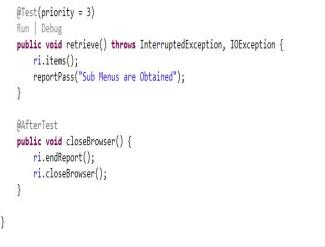 @Test(priority = 3)
Run | Debug
public void retrieve() throws InterruptedException, IOException {
ri.items();
reportPass("Sub Menus are Obtained");
}
@AfterTest
public void closeBrowser() {
ri.endReport();
ri.closeBrowser();
}
}